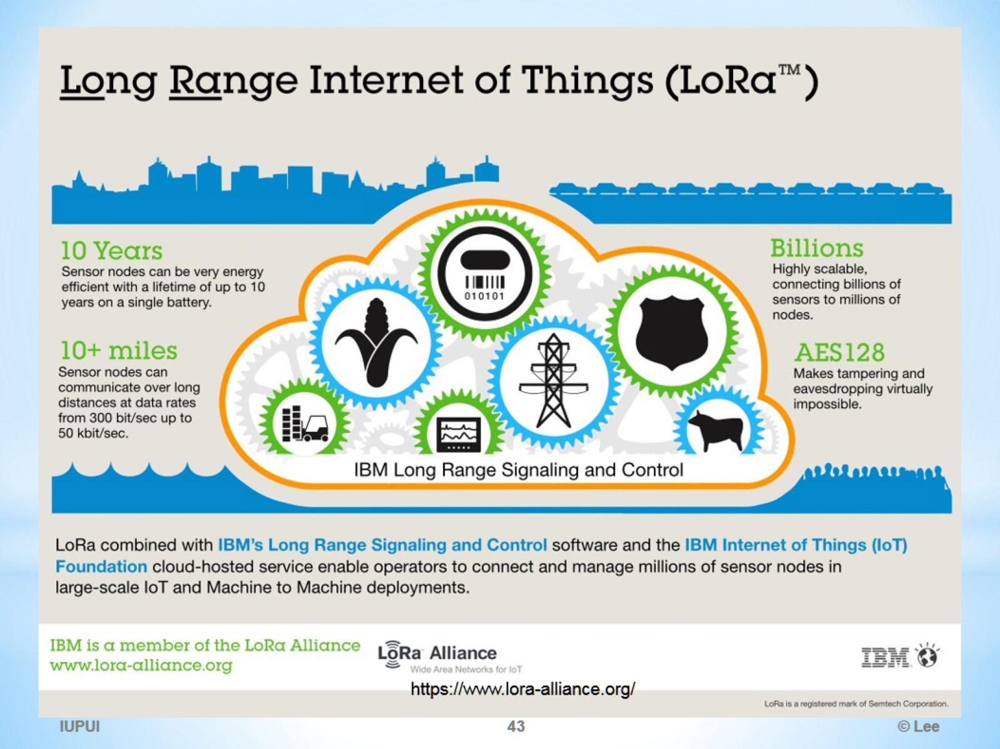 Long Range Internet of Things (LoRa™)
10 Years
Sensor nodes can be very energy
efficient with a lifetime of up to 10
years on a single battery.
10+ miles
Sensor nodes can
communicate over long
distances at data rates
from 300 bit/sec up to
50 kbit/sec.
010101
Billions
Highly scalable,
connecting billions of
sensors to millions of
nodes.
AES128
Makes tampering and
eavesdropping virtually
impossible.
IBM Long Range Signaling and Control
LoRa combined with IBM's Long Range Signaling and Control software and the IBM Internet of Things (IoT)
Foundation cloud-hosted service enable operators to connect and manage millions of sensor nodes in
large-scale IoT and Machine to Machine deployments.
IBM is a member of the LoRa Alliance
www.lora-alliance.org
LoRa™ Alliance
Wide Area Networks for IoT
IBM
https://www.lora-alliance.org/
LoRa is a registered mark of Semtech Corporation.
IUPUI
43
© Lee